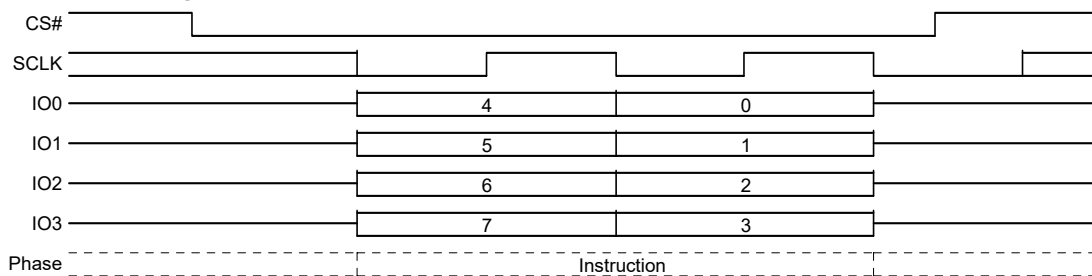 CS#
SCLK
IO0 4 0
IO1 5 1
IO2 6 2
IO3 7 3
Phase Instruction